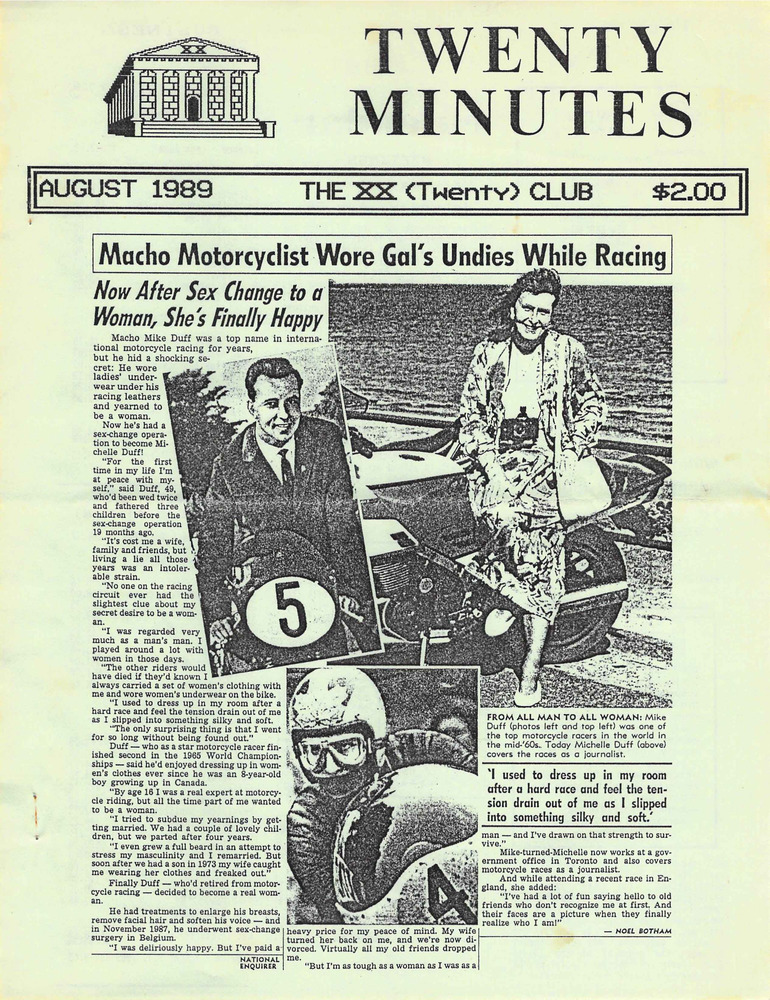 XX
TWENTY
MINUTES
AUGUST 1989 THE XX (Twenty) CLUB $2.00
Macho Motorcyclist Wore Gal's Undies While Racing
Now After Sex Change to a
Woman, She's Finally Happy
Macho Mike Duff was a top name in interna-
tional motorcycle racing for years,
but he hid a shocking se-
cret: He wore
ladies' under-
wear under his
racing leathers
and yearned to
be a woman.
Now he's had a
sex-change opera-
tion to become Mi-
chelle Duff!
"For the first
time in my life I'm
at peace with my-
self," said Duff, 49,
who'd been wed twice
and fathered three
children before the
sex-change operation
19 months ago.
"It's cost me a wife,
family and friends, but
living a lie all those
years was an intoler-
able strain.
"No one on the racing
circuit ever had the
slightest clue about my
secret desire to be a wom-
an.
"I was regarded very
much as a man's man. I
played around a lot with
women in those days.
"The other riders would
have died if they'd known I
always carried a set of women's clothing with
me and wore women's underwear on the bike.
"I used to dress up in my room after a
hard race and feel the tension drain out of me
as I slipped into something silky and soft.
"The only surprising thing is that I went
for so long without being found out."
Duff — who as a star motorcycle racer fin-
ished second in the 1965 World Champion-
ships — said he'd enjoyed dressing up in wom-
en's clothes ever since he was an 8-year-old
boy growing up in Canada.
"By age 16 I was a real expert at motorcy-
cle riding, but all the time part of me wanted
to be a woman.
"I tried to subdue my yearnings by get-
ting married. We had a couple of lovely chil-
dren, but we parted after four years.
"I even grew a full beard in an attempt to
stress my masculinity and I remarried. But
soon after we had a son in 1973 my wife caught
me wearing her clothes and freaked out."
Finally Duff — who'd retired from motor-
cycle racing — decided to become a real wom-
an.
He had treatments to enlarge his breasts,
remove facial hair and soften his voice — and
in November 1987, he underwent sex-change
surgery in Belgium.
"I was deliriously happy. But I've paid a
NATIONAL
ENQUIRER
5
4
heavy price for my peace of mind. My wife
turned her back on me, and we're now di-
vorced. Virtually all my old friends dropped
me.
"But I'm as tough as a woman as I was as a
FROM ALL MAN TO ALL WOMAN: Mike
Duff (photos left and top left) was one of
the top motorcycle racers in the world in
the mid-'60s. Today Michelle Duff (above)
covers the races as a journalist.
'I used to dress up in my room
after a hard race and feel the ten-
sion drain out of me as I slipped
into something silky and soft.'
man — and I've drawn on that strength to sur-
vive."
Mike-turned-Michelle now works at a gov-
ernment office in Toronto and also covers
motorcycle races as a journalist.
And while attending a recent race in En-
gland, she added:
"I've had a lot of fun saying hello to old
friends who don't recognize me at first. And
their faces are a picture when they finally
realize who I am!"
— NOEL BOTHAM